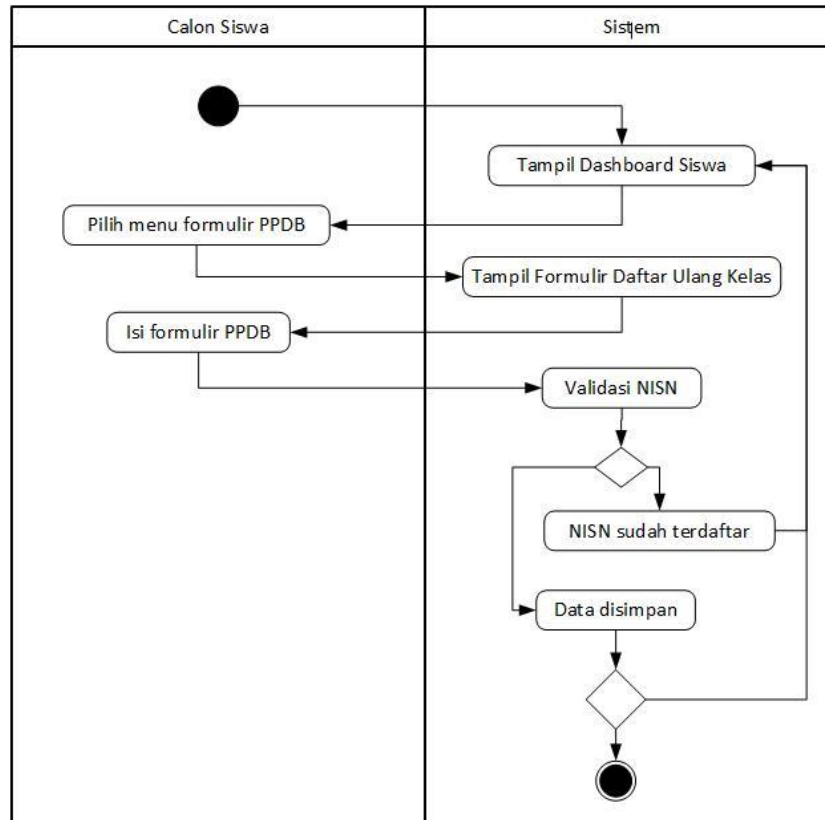 Calon Siswa
Sistem
Tampil Dashboard Siswa
Pilih menu formulir PPDB
Tampil Formulir Daftar Ulang Kelas
Isi formulir PPDB
Validasi NISN
NISN sudah terdaftar
Data disimpan